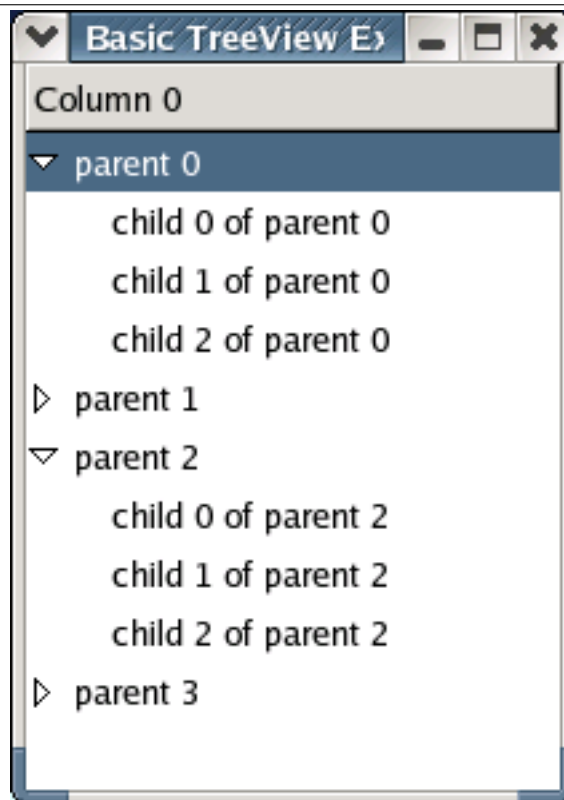 Basic TreeView Ex
Column 0
parent 0
child 0 of parent 0
child 1 of parent 0
child 2 of parent 0
parent 1
parent 2
child 0 of parent 2
child 1 of parent 2
child 2 of parent 2
parent 3